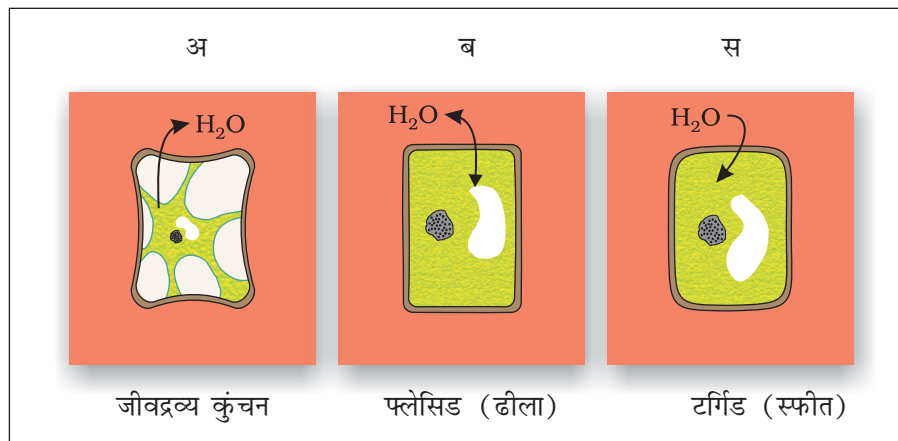 अ ब स
H₂O H₂O H₂O
जीवद्रव्य कुंचन फ्लेसिड (ढीला) टर्गिड (स्फीत)